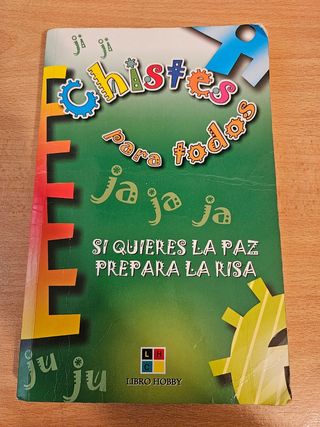 ji ji
Chistes
para todos
ja ja ja
SI QUIERES LA PAZ
PREPARA LA RISA
ju ju
L H
C
LIBRO HOBBY